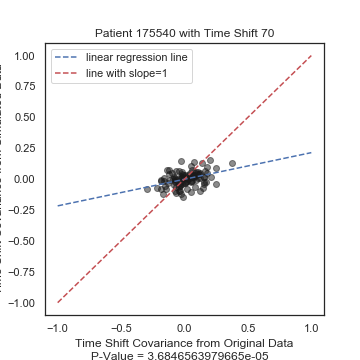 Patient 175540 with Time Shift 70
linear regression line
line with slope=1
1.00
0.75
0.50
0.25
0.00
−0.25
−0.50
−0.75
−1.00
−1.0
−0.5
0.0
0.5
1.0
Time Shift Covariance from Original Data
P-Value = 3.6846563979665e-05